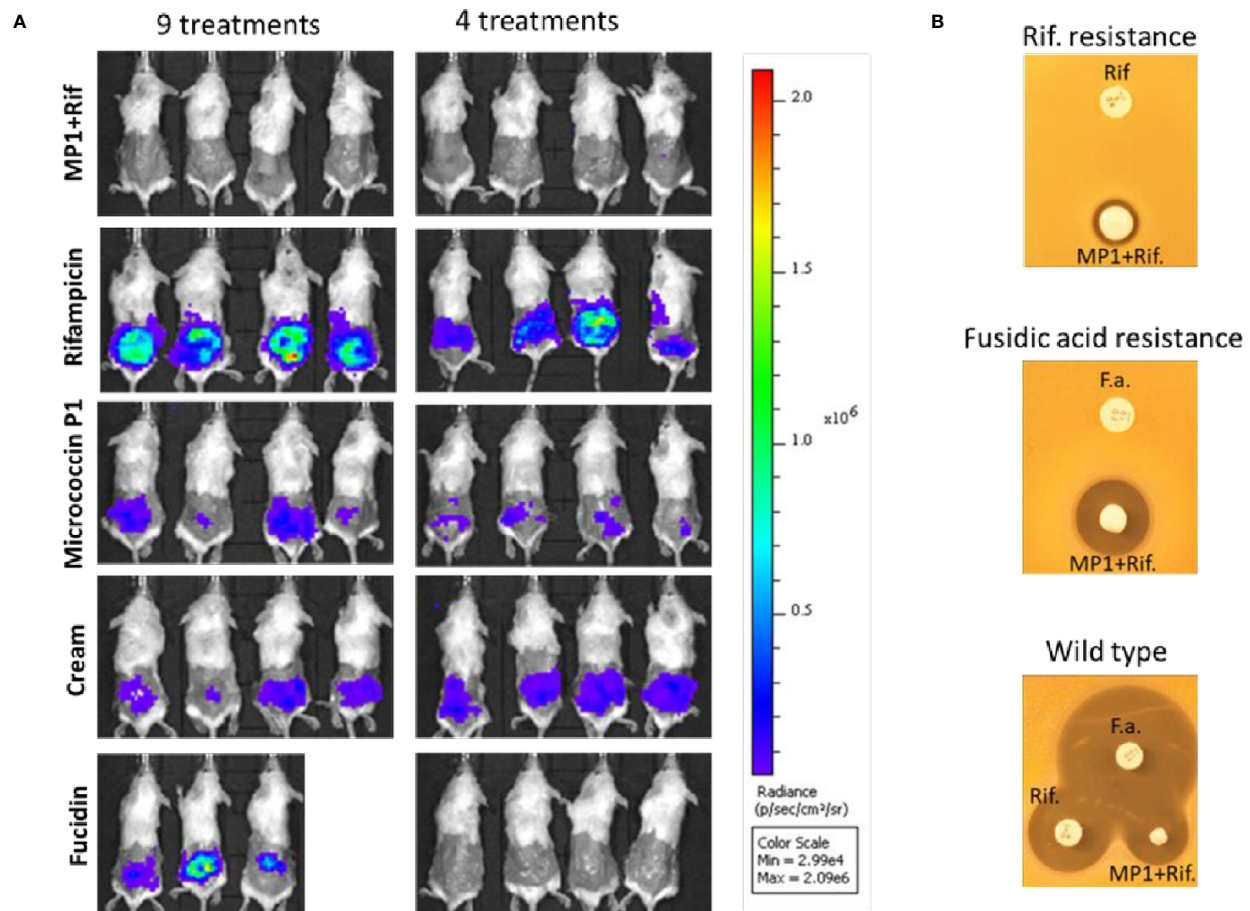 A
9 treatments
4 treatments
MP1+Rif
Rifampicin
Micrococcin P1
Cream
Fucidin
2.0
1.5
x10⁶
1.0
0.5
Radiance
(p/sec/cm²/sr)
Color Scale
Min = 2.99e4
Max = 2.09e6
B
Rif. resistance
Rif
MP1+Rif.
Fusidic acid resistance
F.a.
MP1+Rif.
Wild type
F.a.
Rif.
MP1+Rif.